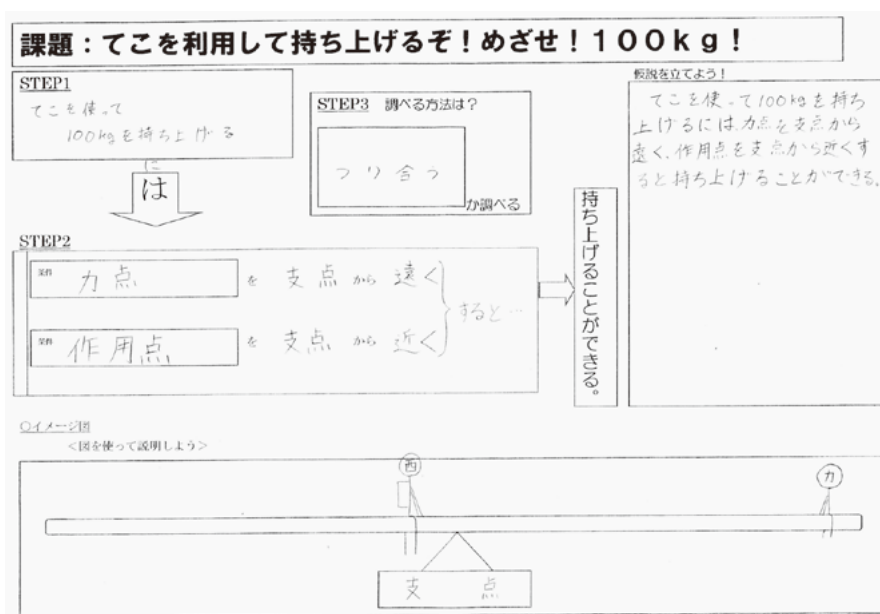 課題：てこを利用して持ち上げるぞ！めざせ！１００ｋｇ！
STEP1
てこを使って
100kgを持ち上げる
に
は
STEP3 調べる方法は？
つり合う
か調べる
STEP2
条件 力点 を 支点 から 遠く
条件 作用点 を 支点 から 近く
すると…
持ち上げることができる。
仮説を立てよう！
てこを使って100kgを持ち
上げるには、力点を支点から
遠く、作用点を支点から近くす
ると持ち上げることができる。
○イメージ図
＜図を使って説明しよう＞
西
力
支 点